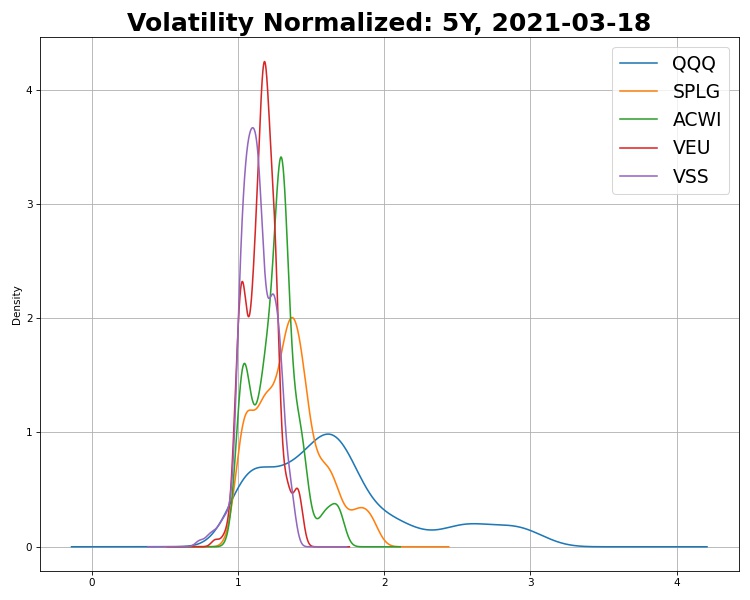 Volatility Normalized: 5Y, 2021-03-18
QQQ
SPLG
ACWI
VEU
VSS
Density
4
3
2
1
0
0 1 2 3 4